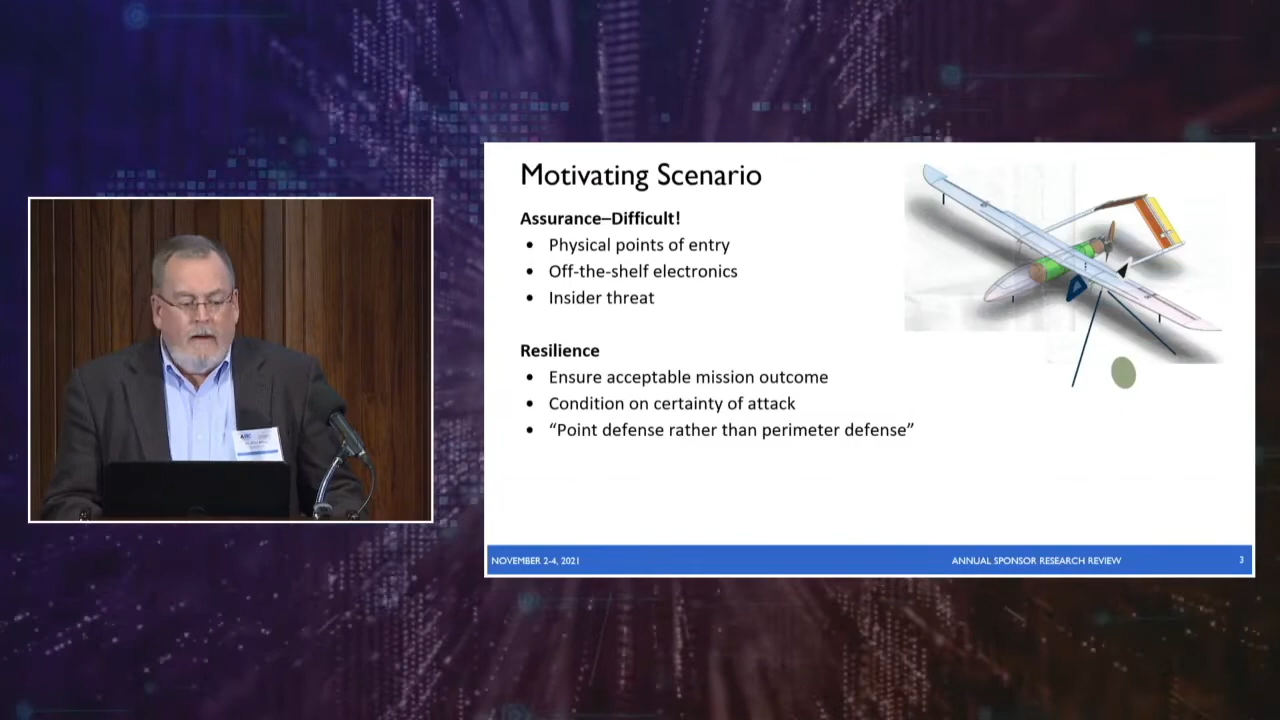 Motivating Scenario
Assurance–Difficult!
• Physical points of entry
• Off-the-shelf electronics
• Insider threat
Resilience
• Ensure acceptable mission outcome
• Condition on certainty of attack
• “Point defense rather than perimeter defense”
NOVEMBER 2-4, 2021
ANNUAL SPONSOR RESEARCH REVIEW
3